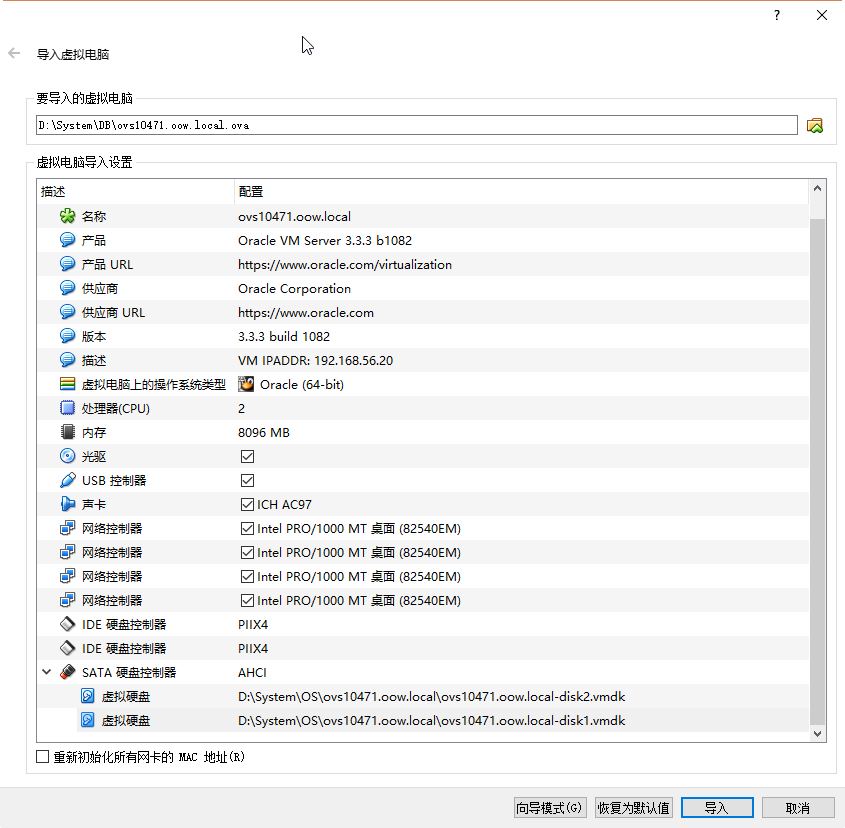 ?
导入虚拟电脑
要导入的虚拟电脑
D:\System\DB\ovs10471.oow.local.ova
虚拟电脑导入设置
描述 配置
名称 ovs10471.oow.local
产品 Oracle VM Server 3.3.3 b1082
产品 URL https://www.oracle.com/virtualization
供应商 Oracle Corporation
供应商 URL https://www.oracle.com
版本 3.3.3 build 1082
描述 VM IPADDR: 192.168.56.20
虚拟电脑上的操作系统类型 Oracle (64-bit)
处理器(CPU) 2
内存 8096 MB
光驱
USB 控制器
声卡 ICH AC97
网络控制器 Intel PRO/1000 MT 桌面 (82540EM)
网络控制器 Intel PRO/1000 MT 桌面 (82540EM)
网络控制器 Intel PRO/1000 MT 桌面 (82540EM)
网络控制器 Intel PRO/1000 MT 桌面 (82540EM)
IDE 硬盘控制器 PIIX4
IDE 硬盘控制器 PIIX4
SATA 硬盘控制器 AHCI
虚拟硬盘 D:\System\OS\ovs10471.oow.local\ovs10471.oow.local-disk2.vmdk
虚拟硬盘 D:\System\OS\ovs10471.oow.local\ovs10471.oow.local-disk1.vmdk
重新初始化所有网卡的 MAC 地址(R)
向导模式(G) 恢复为默认值 导入 取消